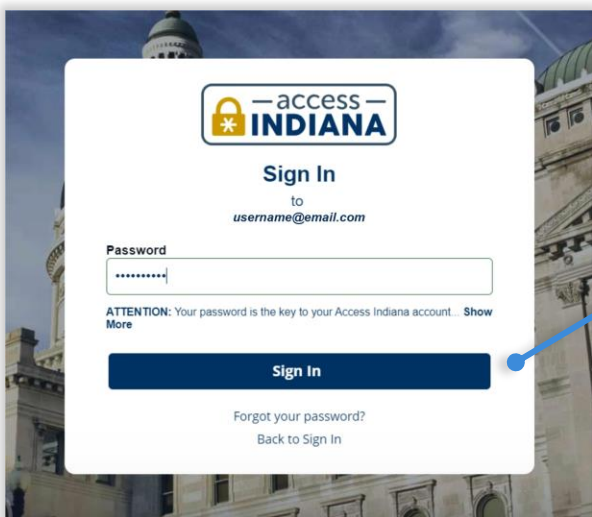 access
INDIANA
Sign In
to
username@email.com
Password
ATTENTION: Your password is the key to your Access Indiana account... Show
More
Sign In
Forgot your password?
Back to Sign In